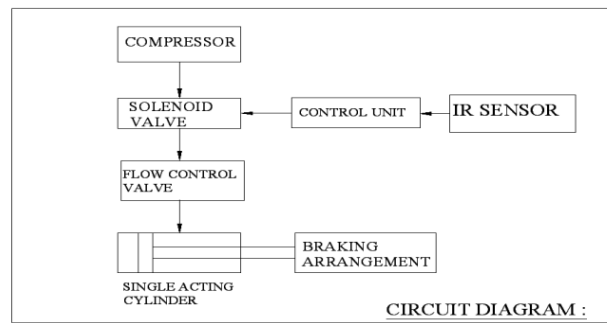 COMPRESSOR
SOLENOID
VALVE
CONTROL UNIT
IR SENSOR
FLOW CONTROL
VALVE
BRAKING
ARRANGEMENT
SINGLE ACTING
CYLINDER
CIRCUIT DIAGRAM :